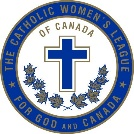 THE CATHOLIC WOMEN'S LEAGUE
OF CANADA
FOR GOD AND CANADA